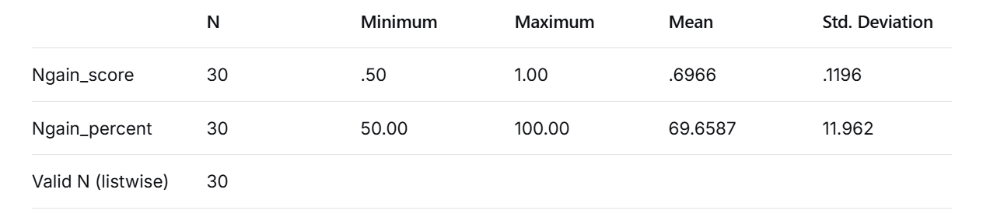 N Minimum Maximum Mean Std. Deviation
Ngain_score 30 .50 1.00 .6966 .1196
Ngain_percent 30 50.00 100.00 69.6587 11.962
Valid N (listwise) 30